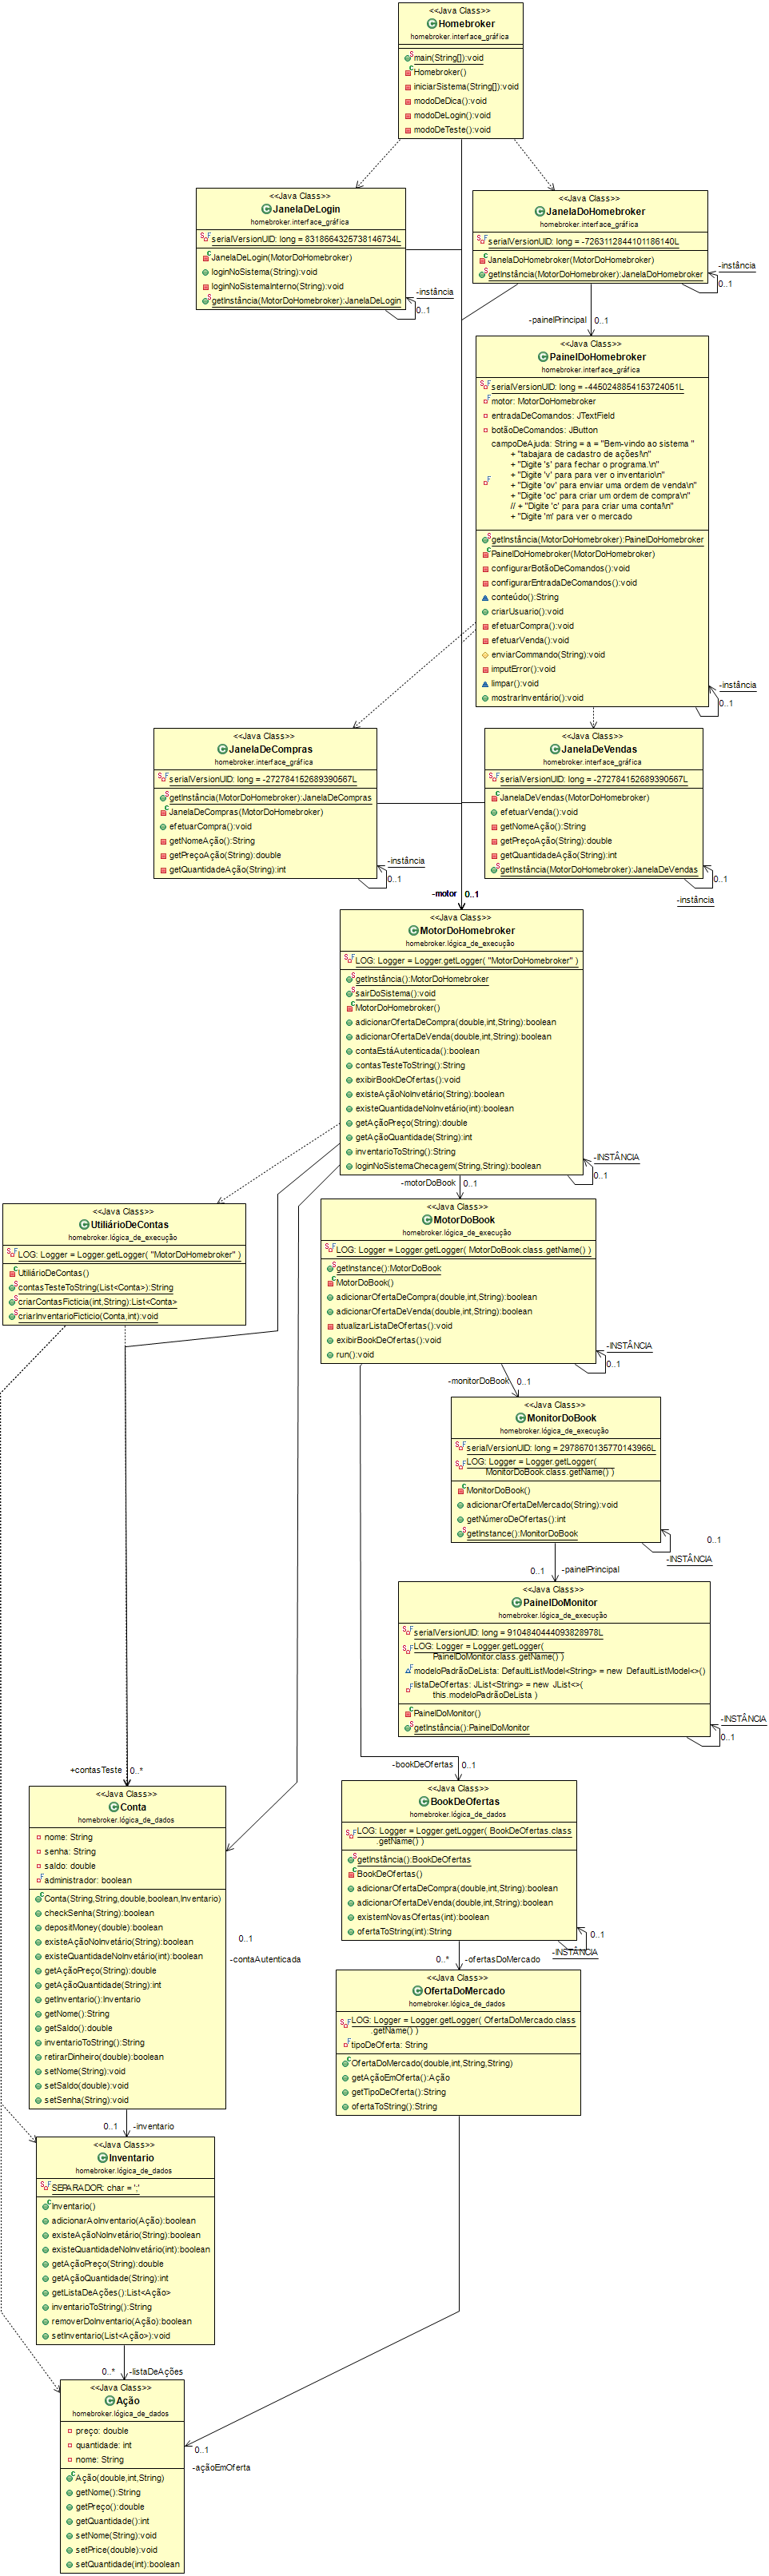 <<Java Class>>
Homebroker
homebroker.interface_gráfica
main(String[]):void
Homebroker()
iniciarSistema(String[]):void
modoDeDica():void
modoDeLogin():void
modoDeTeste():void
<<Java Class>>
JanelaDeLogin
homebroker.interface_gráfica
serialVersionUID: long = 8318664325738146734L
JanelaDeLogin(MotorDoHomebroker)
loginNoSistema(String):void
loginNoSistemaInterno(String):void
getInstância(MotorDoHomebroker):JanelaDeLogin
-instância
0..1
<<Java Class>>
JanelaDoHomebroker
homebroker.interface_gráfica
serialVersionUID: long = -7263112844101186140L
JanelaDoHomebroker(MotorDoHomebroker)
getInstância(MotorDoHomebroker):JanelaDoHomebroker
-instância
0..1
-painelPrincipal
0..1
<<Java Class>>
PainelDoHomebroker
homebroker.interface_gráfica
serialVersionUID: long = -4450248854153724051L
motor: MotorDoHomebroker
entradaDeComandos: JTextField
botãoDeComandos: JButton
campoDeAjuda: String = a = "Bem-vindo ao sistema "
+ "tabajara de cadastro de ações!\n"
+ "Digite 's' para fechar o programa.\n"
+ "Digite 'v' para para ver o inventario\n"
+ "Digite 'ov' para enviar uma ordem de venda\n"
+ "Digite 'oc' para criar um ordem de compra\n"
// + "Digite 'c' para para criar uma conta!\n"
+ "Digite 'm' para ver o mercado
getInstância(MotorDoHomebroker):PainelDoHomebroker
PainelDoHomebroker(MotorDoHomebroker)
configurarBotãoDeComandos():void
configurarEntradaDeComandos():void
conteúdo():String
criarUsuario():void
efetuarCompra():void
efetuarVenda():void
enviarCommando(String):void
imputError():void
limpar():void
mostrarInventário():void
-instância
0..1
<<Java Class>>
JanelaDeCompras
homebroker.interface_gráfica
serialVersionUID: long = -2727841526893905​67L
getInstância(MotorDoHomebroker):JanelaDeCompras
JanelaDeCompras(MotorDoHomebroker)
efetuarCompra():void
getNomeAção():String
getPreçoAção(String):double
getQuantidadeAção(String):int
-instância
0..1
<<Java Class>>
JanelaDeVendas
homebroker.interface_gráfica
serialVersionUID: long = -272784152689390567L
JanelaDeVendas(MotorDoHomebroker)
efetuarVenda():void
getNomeAção():String
getPreçoAção(String):double
getQuantidadeAção(String):int
getInstância(MotorDoHomebroker):JanelaDeVendas
0..1
-instância
-motor 0..1
<<Java Class>>
MotorDoHomebroker
homebroker.lógica_de_execução
LOG: Logger = Logger.getLogger( "MotorDoHomebroker" )
getInstância():MotorDoHomebroker
sairDoSistema():void
MotorDoHomebroker()
adicionarOfertaDeCompra(double,int,String):boolean
adicionarOfertaDeVenda(double,int,String):boolean
contaEstáAutenticada():boolean
contasTesteToString():String
exibirBookDeOfertas():void
existeAçãoNoInvetário(String):boolean
existeQuantidadeNoInvetário(int):boolean
getAçãoPreço(String):double
getAçãoQuantidade(String):int
inventarioToString():String
loginNoSistemaChecagem(String,String):boolean
-INSTÂNCIA
0..1
-motorDoBook 0..1
<<Java Class>>
UtiliárioDeContas
homebroker.lógica_de_execução
LOG: Logger = Logger.getLogger( "MotorDoHomebroker" )
UtiliárioDeContas()
contasTesteToString(List<Conta>):String
criarContasFicticia(int,String):List<Conta>
criarInventarioFicticio(Conta,int):void
<<Java Class>>
MotorDoBook
homebroker.lógica_de_execução
LOG: Logger = Logger.getLogger( MotorDoBook.class.getName() )
getInstance():MotorDoBook
MotorDoBook()
adicionarOfertaDeCompra(double,int,String):boolean
adicionarOfertaDeVenda(double,int,String):boolean
atualizarListaDeOfertas():void
exibirBookDeOfertas():void
run():void
-INSTÂNCIA
0..1
-monitorDoBook 0..1
<<Java Class>>
MonitorDoBook
homebroker.lógica_de_execução
serialVersionUID: long = 2978670135770143966L
LOG: Logger = Logger.getLogger(
MonitorDoBook.class.getName() )
MonitorDoBook()
adicionarOfertaDeMercado(String):void
getNúmeroDeOfertas():int
getInstance():MonitorDoBook
0..1
-INSTÂNCIA
0..1 -painelPrincipal
<<Java Class>>
PainelDoMonitor
homebroker.lógica_de_execução
serialVersionUID: long = 9104840444093828978L
LOG: Logger = Logger.getLogger(
PainelDoMonitor.class.getName() )
modeloPadrãoDeLista: DefaultListModel<String> = new DefaultListModel<>()
listaDeOfertas: JList<String> = new JList<>(
this.modeloPadrãoDeLista )
PainelDoMonitor()
getInstância():PainelDoMonitor
-INSTÂNCIA
0..1
-bookDeOfertas 0..1
+contasTeste 0..*
<<Java Class>>
Conta
homebroker.lógica_de_dados
nome: String
senha: String
saldo: double
administrador: boolean
Conta(String,String,double,boolean,Inventario)
checkSenha(String):boolean
depositMoney(double):boolean
existeAçãoNoInvetário(String):boolean
existeQuantidadeNoInvetário(int):boolean
getAçãoPreço(String):double
getAçãoQuantidade(String):int
getInventario():Inventario
getNome():String
getSaldo():double
inventarioToString():String
retirarDinheiro(double):boolean
setNome(String):void
setSaldo(double):void
setSenha(String):void
0..1
-contaAutenticada
<<Java Class>>
BookDeOfertas
homebroker.lógica_de_dados
LOG: Logger = Logger.getLogger( BookDeOfertas.class
.getName() )
getInstância():BookDeOfertas
BookDeOfertas()
adicionarOfertaDeCompra(double,int,String):boolean
adicionarOfertaDeVenda(double,int,String):boolean
existemNovasOfertas(int):boolean
ofertaToString(int):String
0..1
-INSTÂNCIA
0..* -ofertasDoMercado
<<Java Class>>
OfertaDoMercado
homebroker.lógica_de_dados
LOG: Logger = Logger.getLogger( OfertaDoMercado.class
.getName() )
tipoDeOferta: String
OfertaDoMercado(double,int,String,String)
getAçãoEmOferta():Ação
getTipoDeOferta():String
ofertaToString():String
0..1 -inventario
<<Java Class>>
Inventario
homebroker.lógica_de_dados
SEPARADOR: char = ';'
Inventario()
adicionarAoInventario(Ação):boolean
existeAçãoNoInvetário(String):boolean
existeQuantidadeNoInvetário(int):boolean
getAçãoPreço(String):double
getAçãoQuantidade(String):int
getListaDeAções():List<Ação>
inventarioToString():String
removerDoInventario(Ação):boolean
setInventario(List<Ação>):void
0..* -listaDeAções
<<Java Class>>
Ação
homebroker.lógica_de_dados
preço: double
quantidade: int
nome: String
Ação(double,int,String)
getNome():String
getPreço():double
getQuantidade():int
setNome(String):void
setPrice(double):void
setQuantidade(int):boolean
0..1
-açãoEmOferta